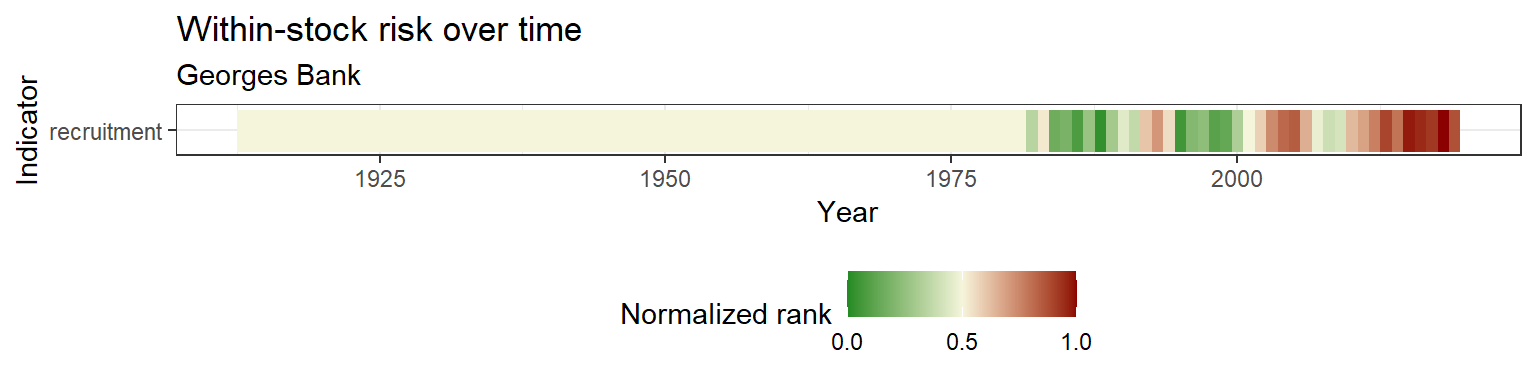 Within-stock risk over time
Georges Bank
Indicator
recruitment
1925 1950 1975 2000
Year
Normalized rank
0.0 0.5 1.0